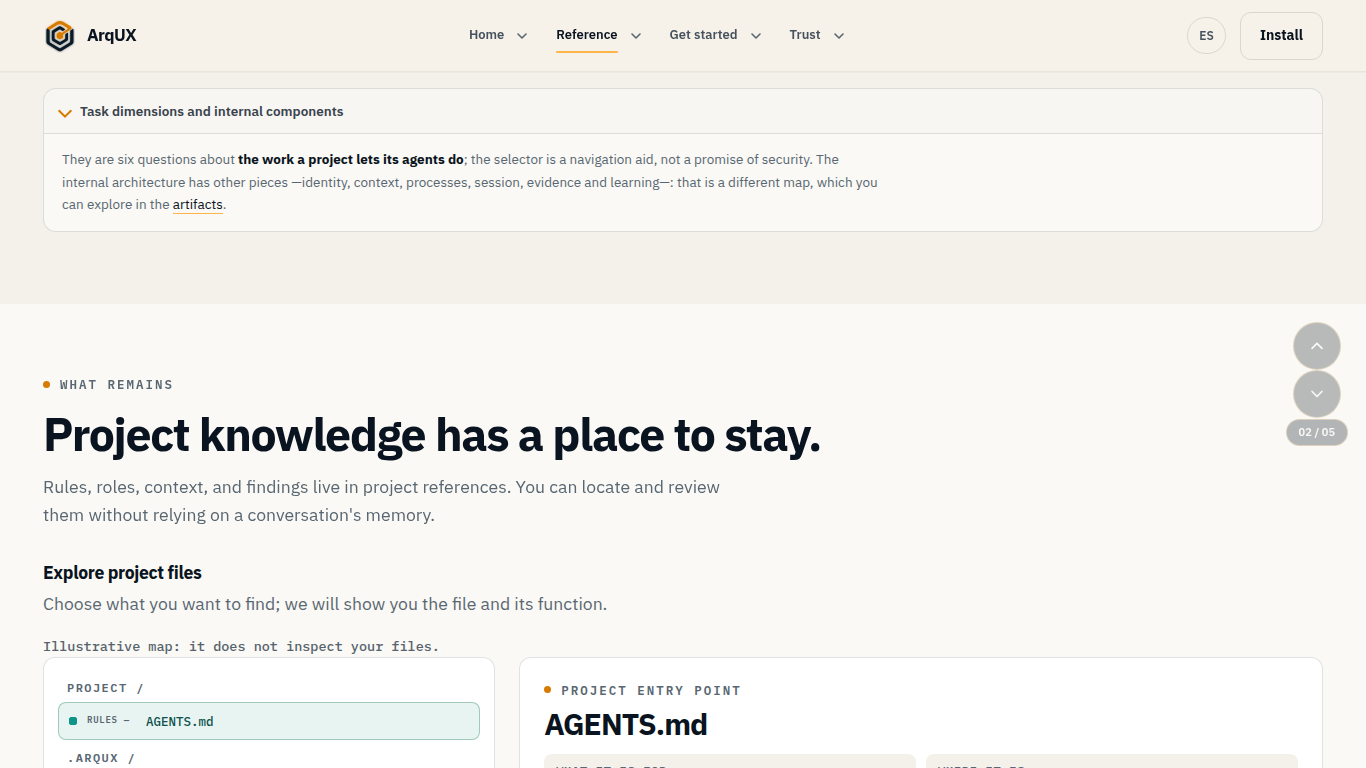 ArqUX
Home
Reference
Get started
Trust
ES
Install
Task dimensions and internal components
They are six questions about the work a project lets its agents do; the selector is a navigation aid, not a promise of security. The
internal architecture has other pieces —identity, context, processes, session, evidence and learning—: that is a different map, which you
can explore in the artifacts.
WHAT REMAINS
Project knowledge has a place to stay.
Rules, roles, context, and findings live in project references. You can locate and review
them without relying on a conversation's memory.
02 / 05
Explore project files
Choose what you want to find; we will show you the file and its function.
Illustrative map: it does not inspect your files.
PROJECT /
RULES — AGENTS.md
.ARQUX /
PROJECT ENTRY POINT
AGENTS.md